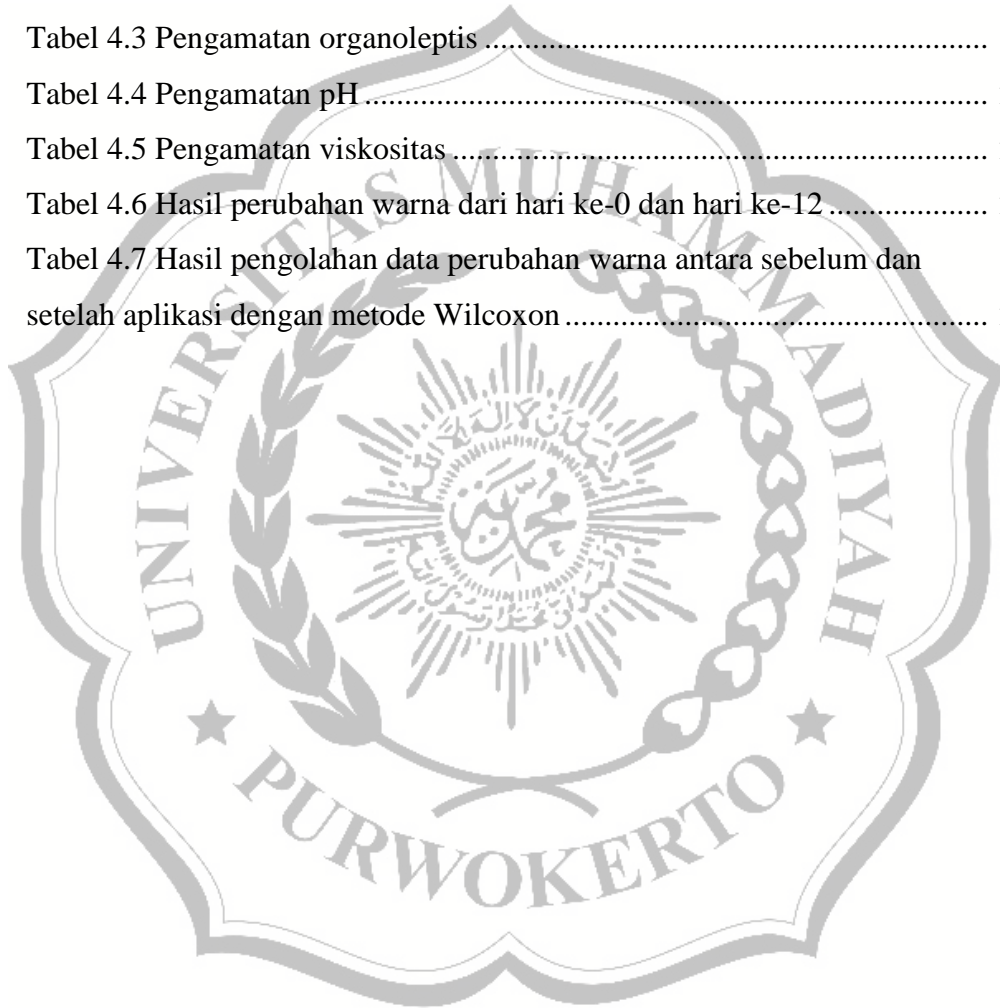 Tabel 4.3 Pengamatan organoleptis ...............................................................
Tabel 4.4 Pengamatan pH ..............................................................................
Tabel 4.5 Pengamatan viskositas ...................................................................
Tabel 4.6 Hasil perubahan warna dari hari ke-0 dan hari ke-12 ....................
Tabel 4.7 Hasil pengolahan data perubahan warna antara sebelum dan
setelah aplikasi dengan metode Wilcoxon .....................................................
UNIVERSITAS MUHAMMADIYAH
★ PURWOKERTO ★